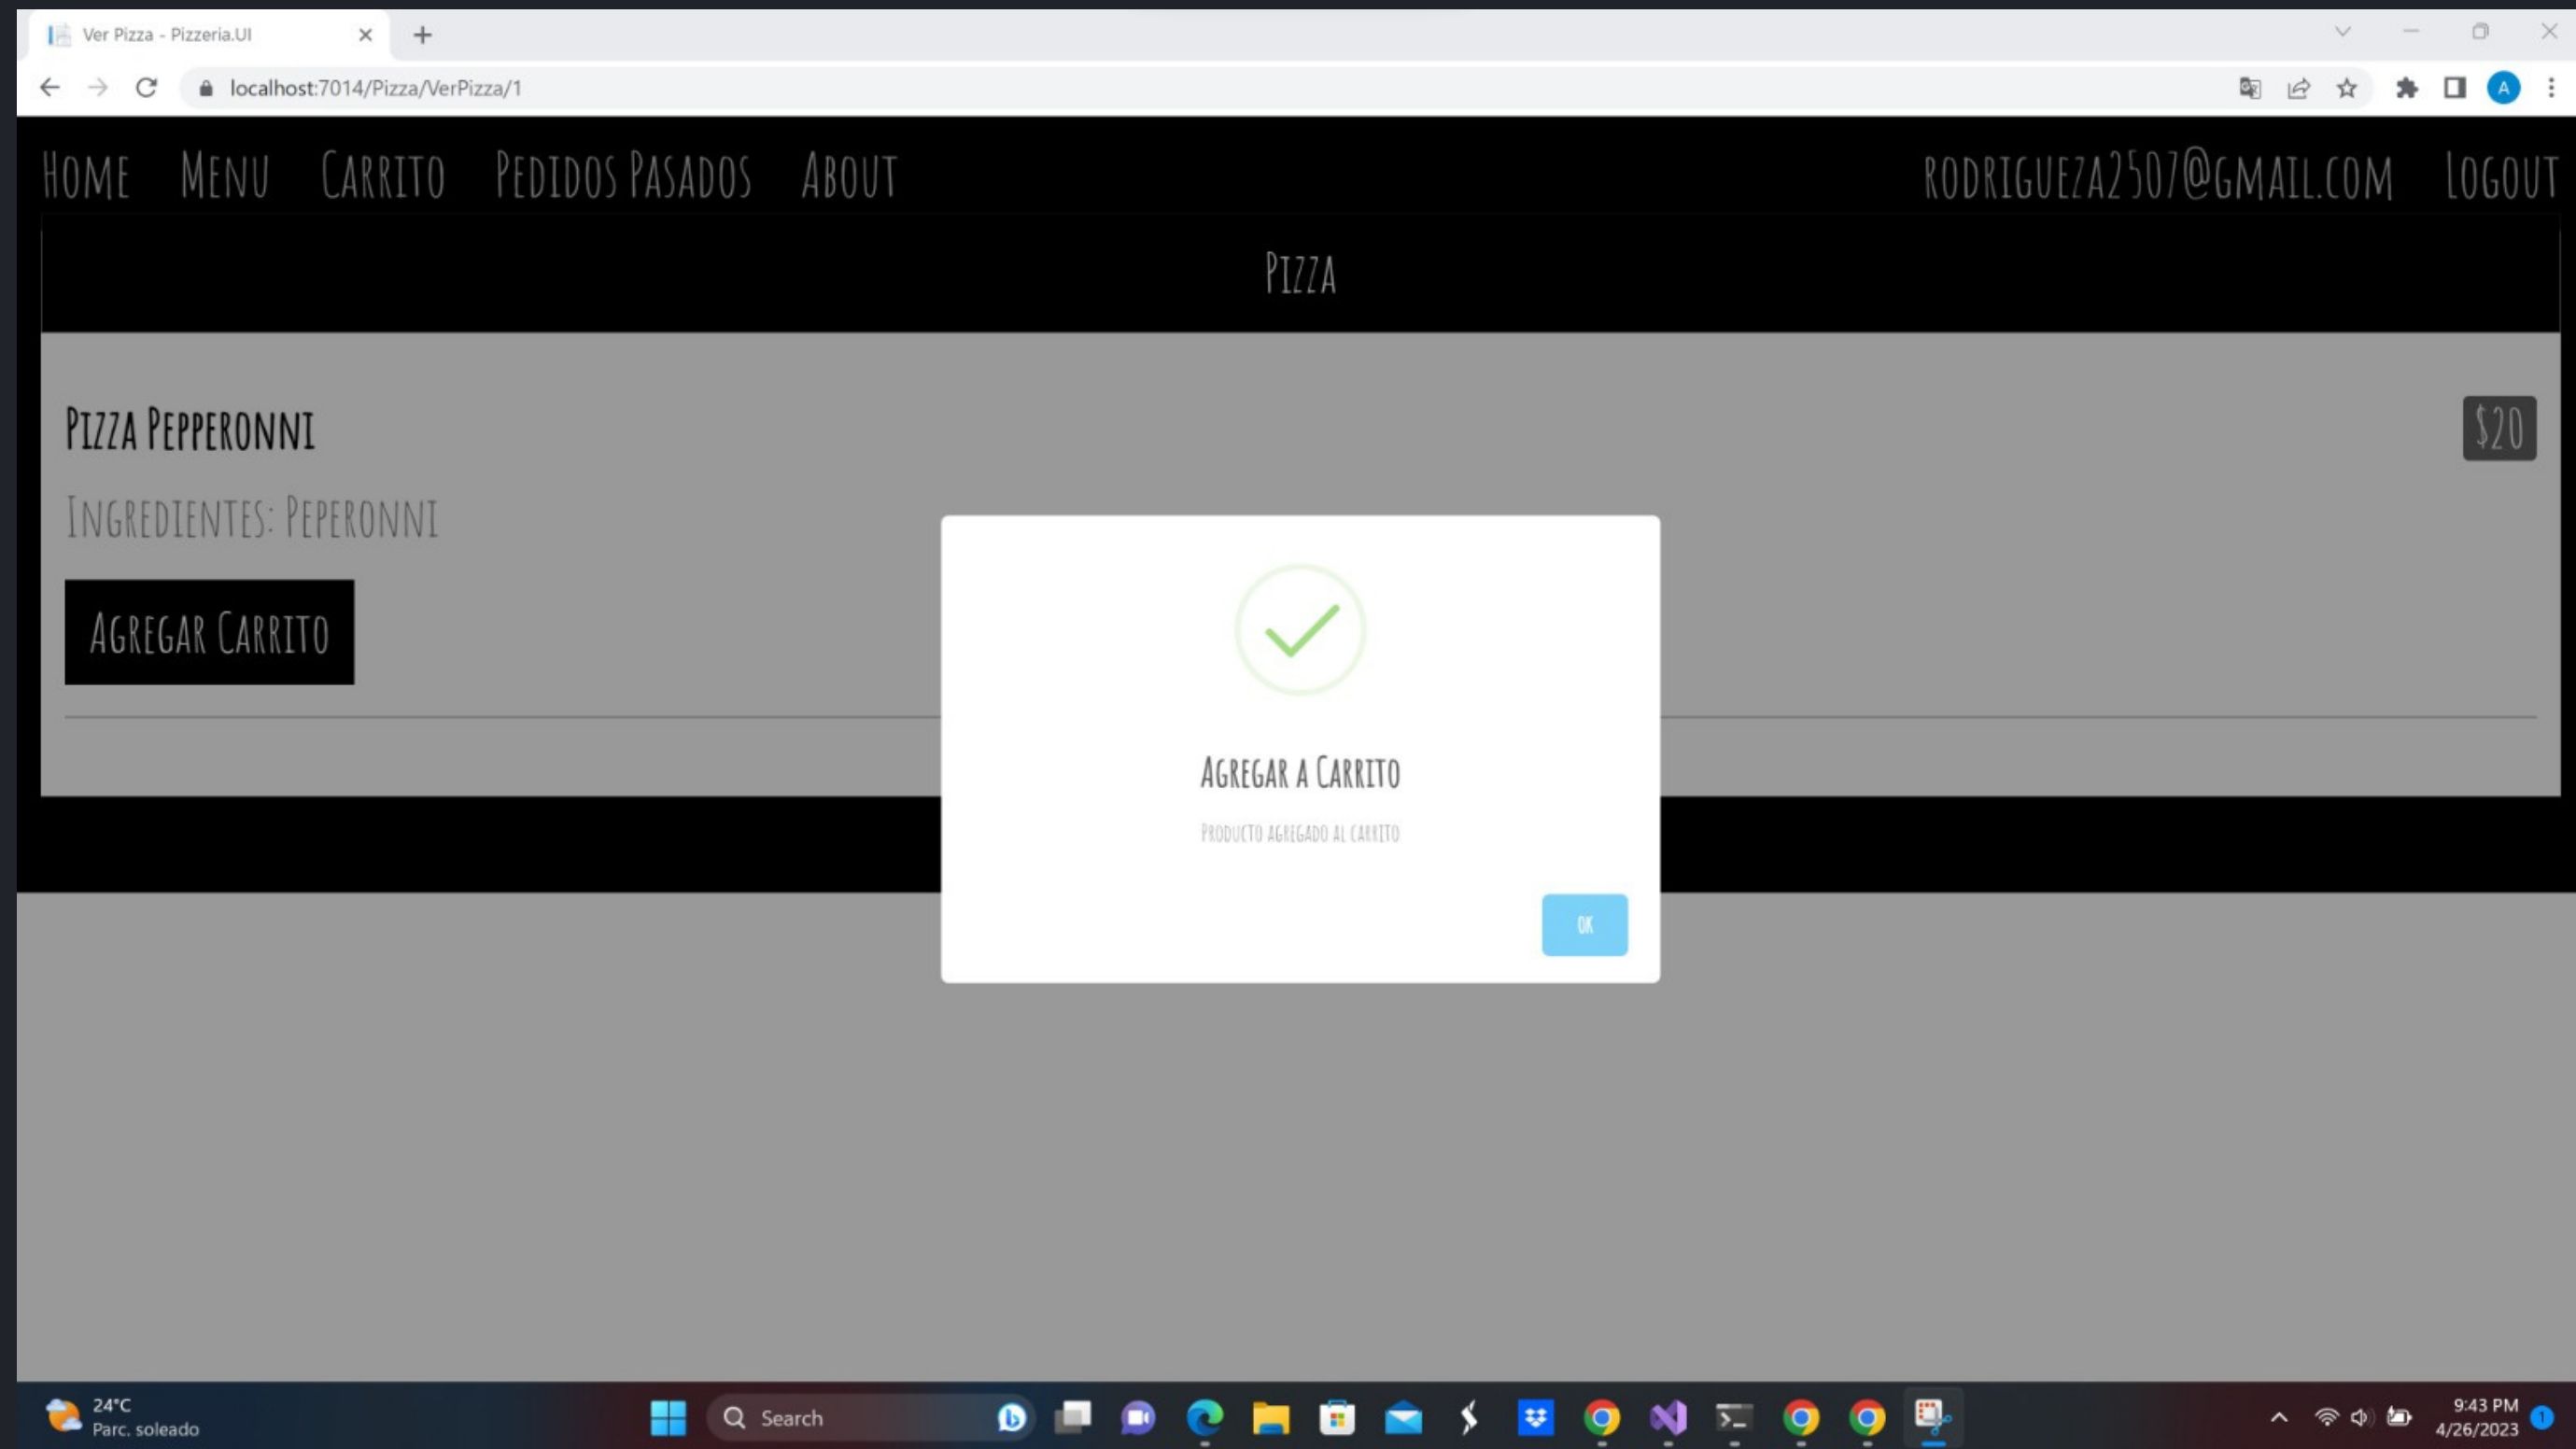 Ver Pizza - Pizzeria.UI
localhost:7014/Pizza/VerPizza/1
A
Home Menu Carrito Pedidos Pasados About rodrigueza2507@gmail.com Logout
Pizza
Pizza Pepperonni $20
Ingredientes: Peperonni
Agregar Carrito
Agregar a Carrito
Producto agregado al carrito
OK
24°C
Parc. soleado
Search
9:43 PM
4/26/2023
1